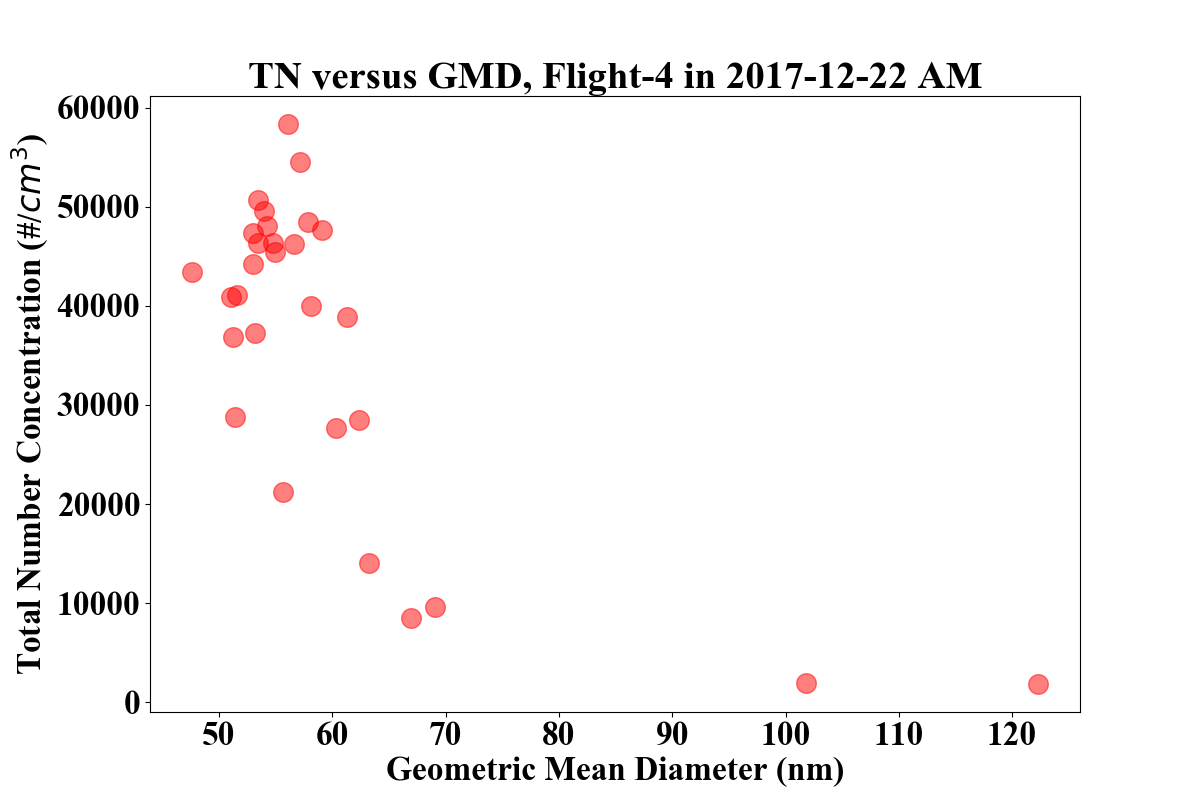 TN versus GMD, Flight-4 in 2017-12-22 AM
60000
50000
40000
30000
20000
10000
0
Total Number Concentration (#/cm³)
50 60 70 80 90 100 110 120
Geometric Mean Diameter (nm)